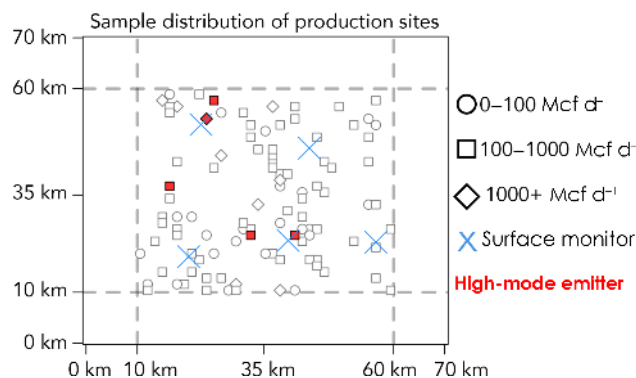 Sample distribution of production sites
70 km
60 km
35 km
10 km
0 km
0 km 10 km 35 km 60 km 70 km
0–100 Mcf d⁻
100–1000 Mcf d⁻
1000+ Mcf d⁻¹
Surface monitor
High-mode emitter